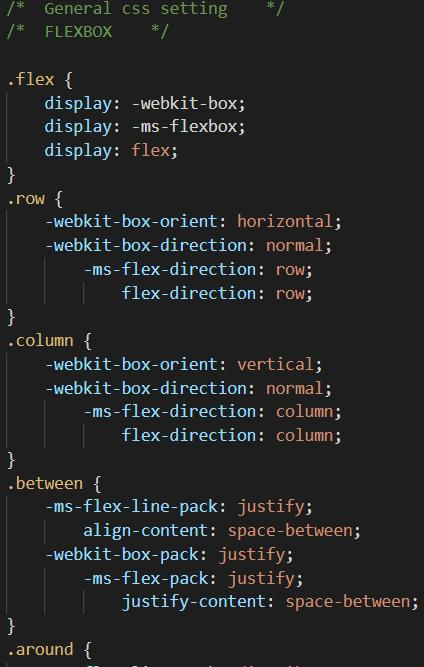 /*  General css setting    */
/*  FLEXBOX    */
.flex {
    display: -webkit-box;
    display: -ms-flexbox;
    display: flex;
}
.row {
    -webkit-box-orient: horizontal;
    -webkit-box-direction: normal;
        -ms-flex-direction: row;
            flex-direction: row;
}
.column {
    -webkit-box-orient: vertical;
    -webkit-box-direction: normal;
        -ms-flex-direction: column;
            flex-direction: column;
}
.between {
    -ms-flex-line-pack: justify;
        align-content: space-between;
    -webkit-box-pack: justify;
        -ms-flex-pack: justify;
            justify-content: space-between;
}
.around {